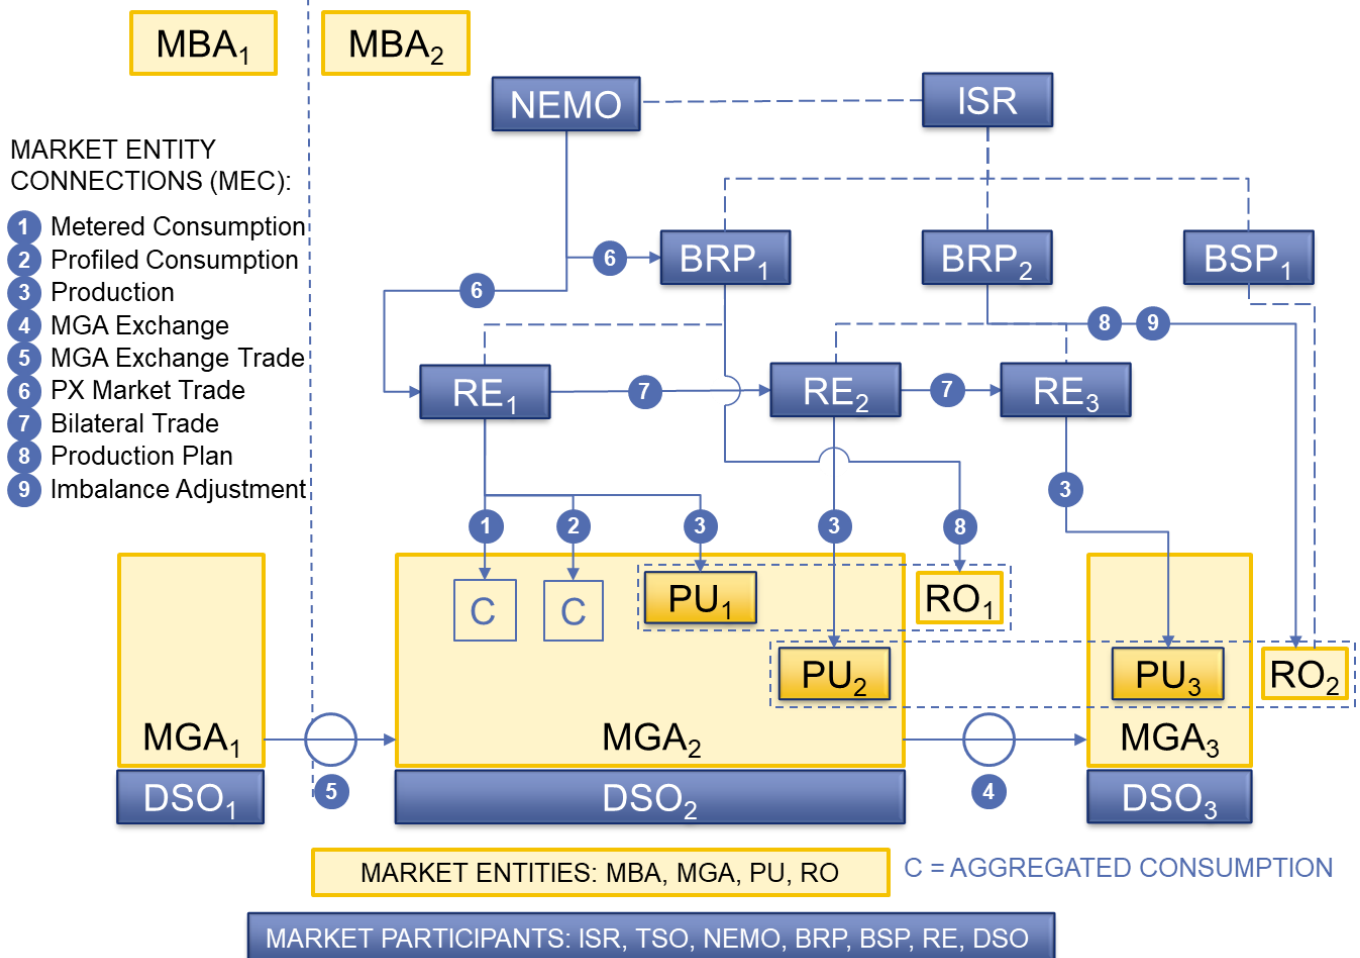 MBA1
MBA2
NEMO
ISR
MARKET ENTITY
CONNECTIONS (MEC):
1 Metered Consumption
2 Profiled Consumption
3 Production
4 MGA Exchange
5 MGA Exchange Trade
6 PX Market Trade
7 Bilateral Trade
8 Production Plan
9 Imbalance Adjustment
6
BRP1
BRP2
BSP1
6
8
9
RE1
7
RE2
7
RE3
3
1
2
3
3
8
C
C
PU1
RO1
PU2
PU3
RO2
MGA1
MGA2
MGA3
DSO1
5
DSO2
4
DSO3
MARKET ENTITIES: MBA, MGA, PU, RO
C = AGGREGATED CONSUMPTION
MARKET PARTICIPANTS: ISR, TSO, NEMO, BRP, BSP, RE, DSO